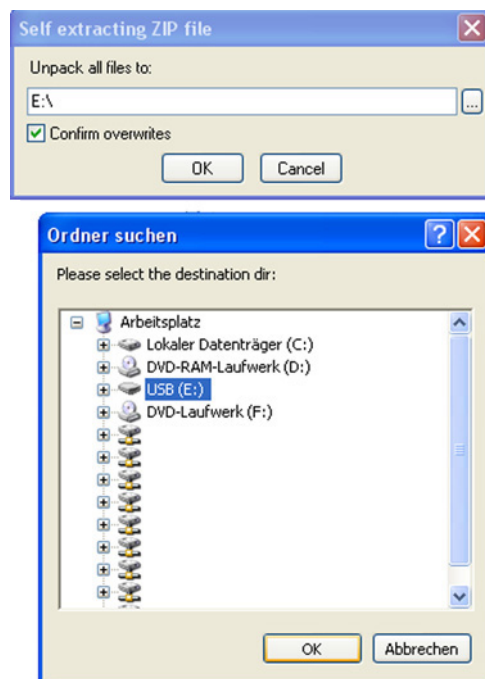 Self extracting ZIP file
Unpack all files to:
E:\
...
Confirm overwrites
OK Cancel
Ordner suchen
Please select the destination dir:
Arbeitsplatz
Lokaler Datenträger (C:)
DVD-RAM-Laufwerk (D:)
USB (E:)
DVD-Laufwerk (F:)
OK Abbrechen